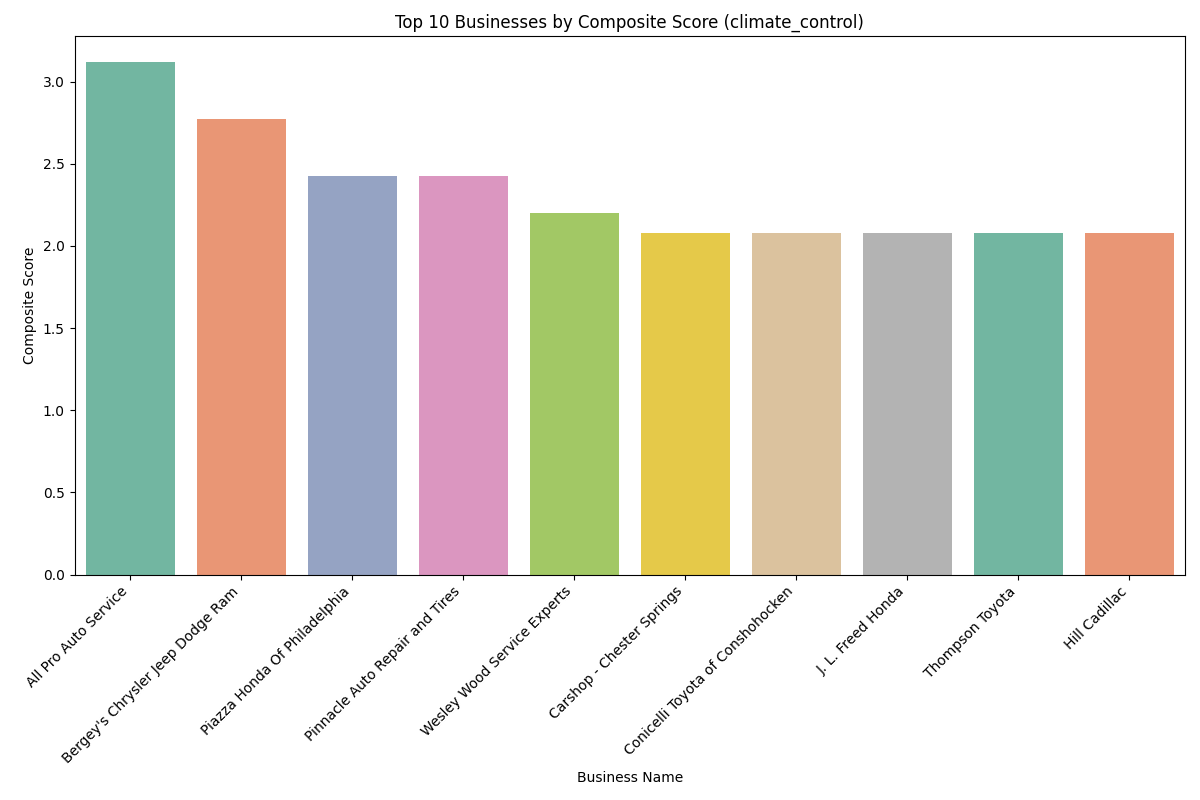 Top 10 Businesses by Composite Score (climate_control)
Composite Score
3.0
2.5
2.0
1.5
1.0
0.5
0.0
All Pro Auto Service
Bergey's Chrysler Jeep Dodge Ram
Piazza Honda Of Philadelphia
Pinnacle Auto Repair and Tires
Wesley Wood Service Experts
Carshop - Chester Springs
Conicelli Toyota of Conshohocken
J. L. Freed Honda
Thompson Toyota
Hill Cadillac
Business Name